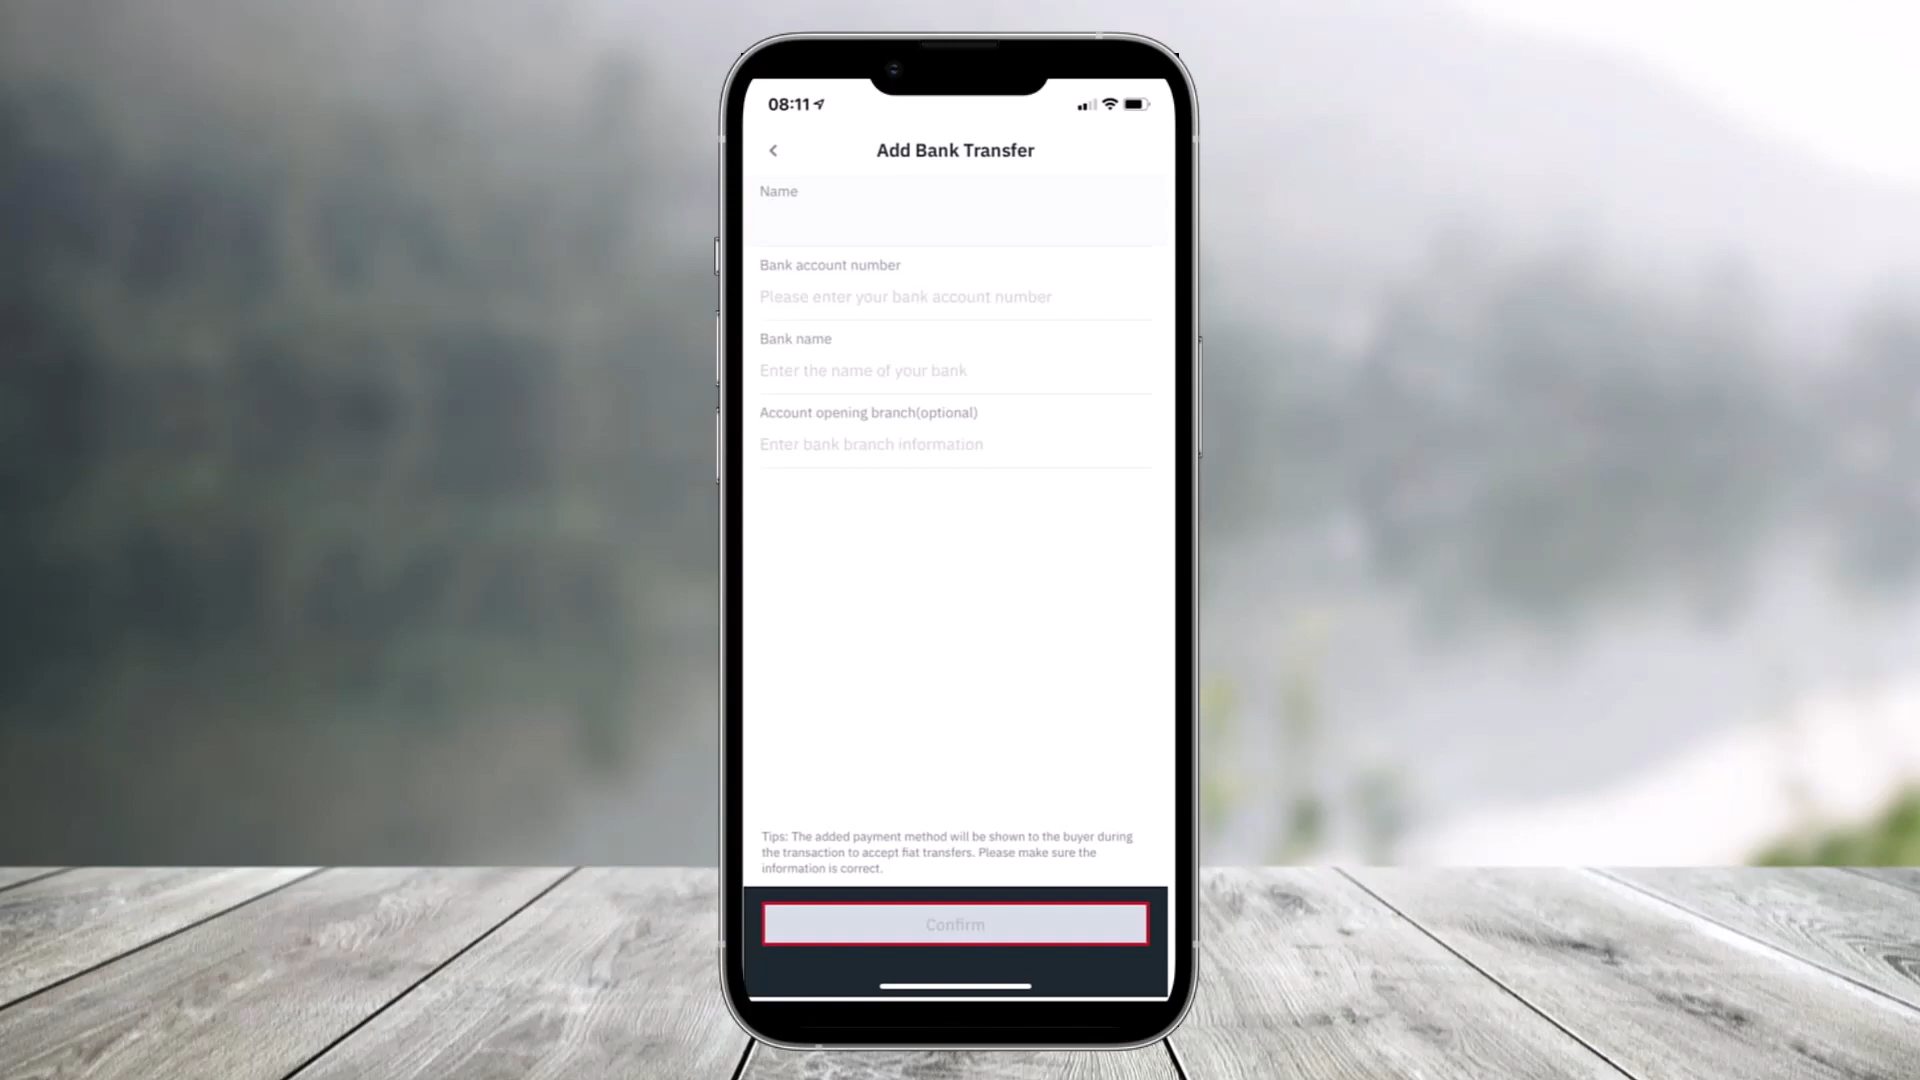 08:11
Add Bank Transfer
Name
Bank account number
Please enter your bank account number
Bank name
Enter the name of your bank
Account opening branch(optional)
Enter bank branch information
Tips: The added payment method will be shown to the buyer during
the transaction to accept fiat transfers. Please make sure the
information is correct.
Confirm